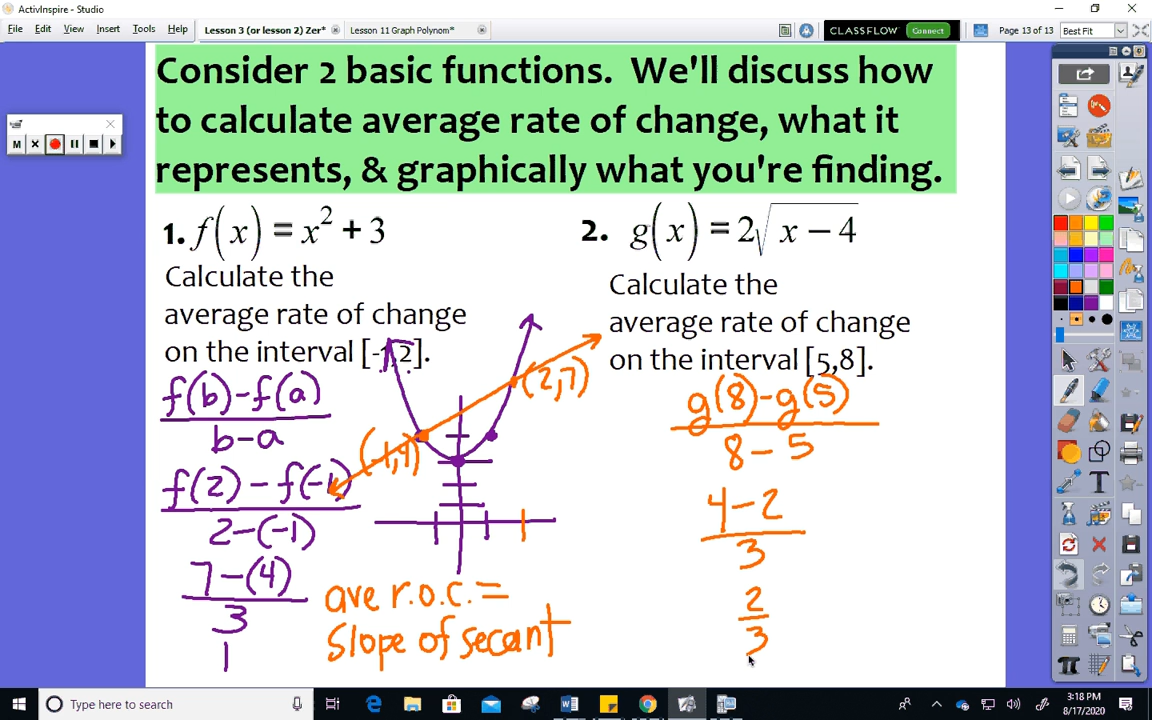 ActivInspire - Studio
File Edit View Insert Tools Help
Lesson 3 (or lesson 2) Zer*
Lesson 11 Graph Polynom*
CLASSFLOW Connect
Page 13 of 13
Best Fit
Consider 2 basic functions. We'll discuss how
to calculate average rate of change, what it
represents, & graphically what you're finding.
M
1. f(x) = x² + 3
Calculate the
average rate of change
on the interval [-1,2].
f(b)-f(a)
b-a
f(2) - f(-1)
2-(-1)
7-(4)
3
1
(-1,4)
(2,7)
ave r.o.c. =
Slope of secant
2. g(x) = 2√x − 4
Calculate the
average rate of change
on the interval [5,8].
g(8)-g(5)
8-5
4-2
3
2
3
Type here to search
3:18 PM
8/17/2020